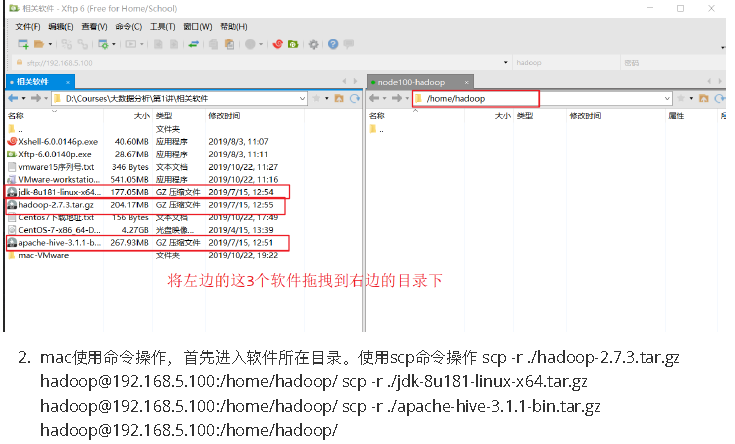 相关软件 - Xftp 6 (Free for Home/School)
文件(F) 编辑(E) 查看(V) 命令(C) 工具(T) 窗口(W) 帮助(H)
sftp://192.168.5.100 hadoop 密码
相关软件 × node100-hadoop ×
D:\Courses\大数据分析\第1讲\相关软件 /home/hadoop
名称 大小 类型 修改时间 名称 大小 类型 修改时间 属性
.. 文件夹 ..
Xshell-6.0.0146p.exe 40.60MB 应用程序 2019/8/3, 11:07
Xftp-6.0.0140p.exe 28.67MB 应用程序 2019/8/3, 11:11
vmware15序列号.txt 346 Bytes 文本文档 2019/10/22, 11:27
VMware-workstatio... 541.05MB 应用程序 2019/10/22, 11:16
jdk-8u181-linux-x64... 177.05MB GZ 压缩文件 2019/7/15, 12:54
hadoop-2.7.3.tar.gz 204.17MB GZ 压缩文件 2019/7/15, 12:55
Centos7下载地址.txt 156 Bytes 文本文档 2019/10/22, 17:49
CentOS-7-x86_64-D... 4.27GB 光盘映像... 2019/4/15, 13:39
apache-hive-3.1.1-b... 267.93MB GZ 压缩文件 2019/7/15, 12:51
mac-VMware 文件夹 2019/10/22, 19:22
将左边的这3个软件拖拽到右边的目录下
2. mac使用命令操作，首先进入软件所在目录。使用scp命令操作 scp -r ./hadoop-2.7.3.tar.gz
hadoop@192.168.5.100:/home/hadoop/ scp -r ./jdk-8u181-linux-x64.tar.gz
hadoop@192.168.5.100:/home/hadoop/ scp -r ./apache-hive-3.1.1-bin.tar.gz
hadoop@192.168.5.100:/home/hadoop/